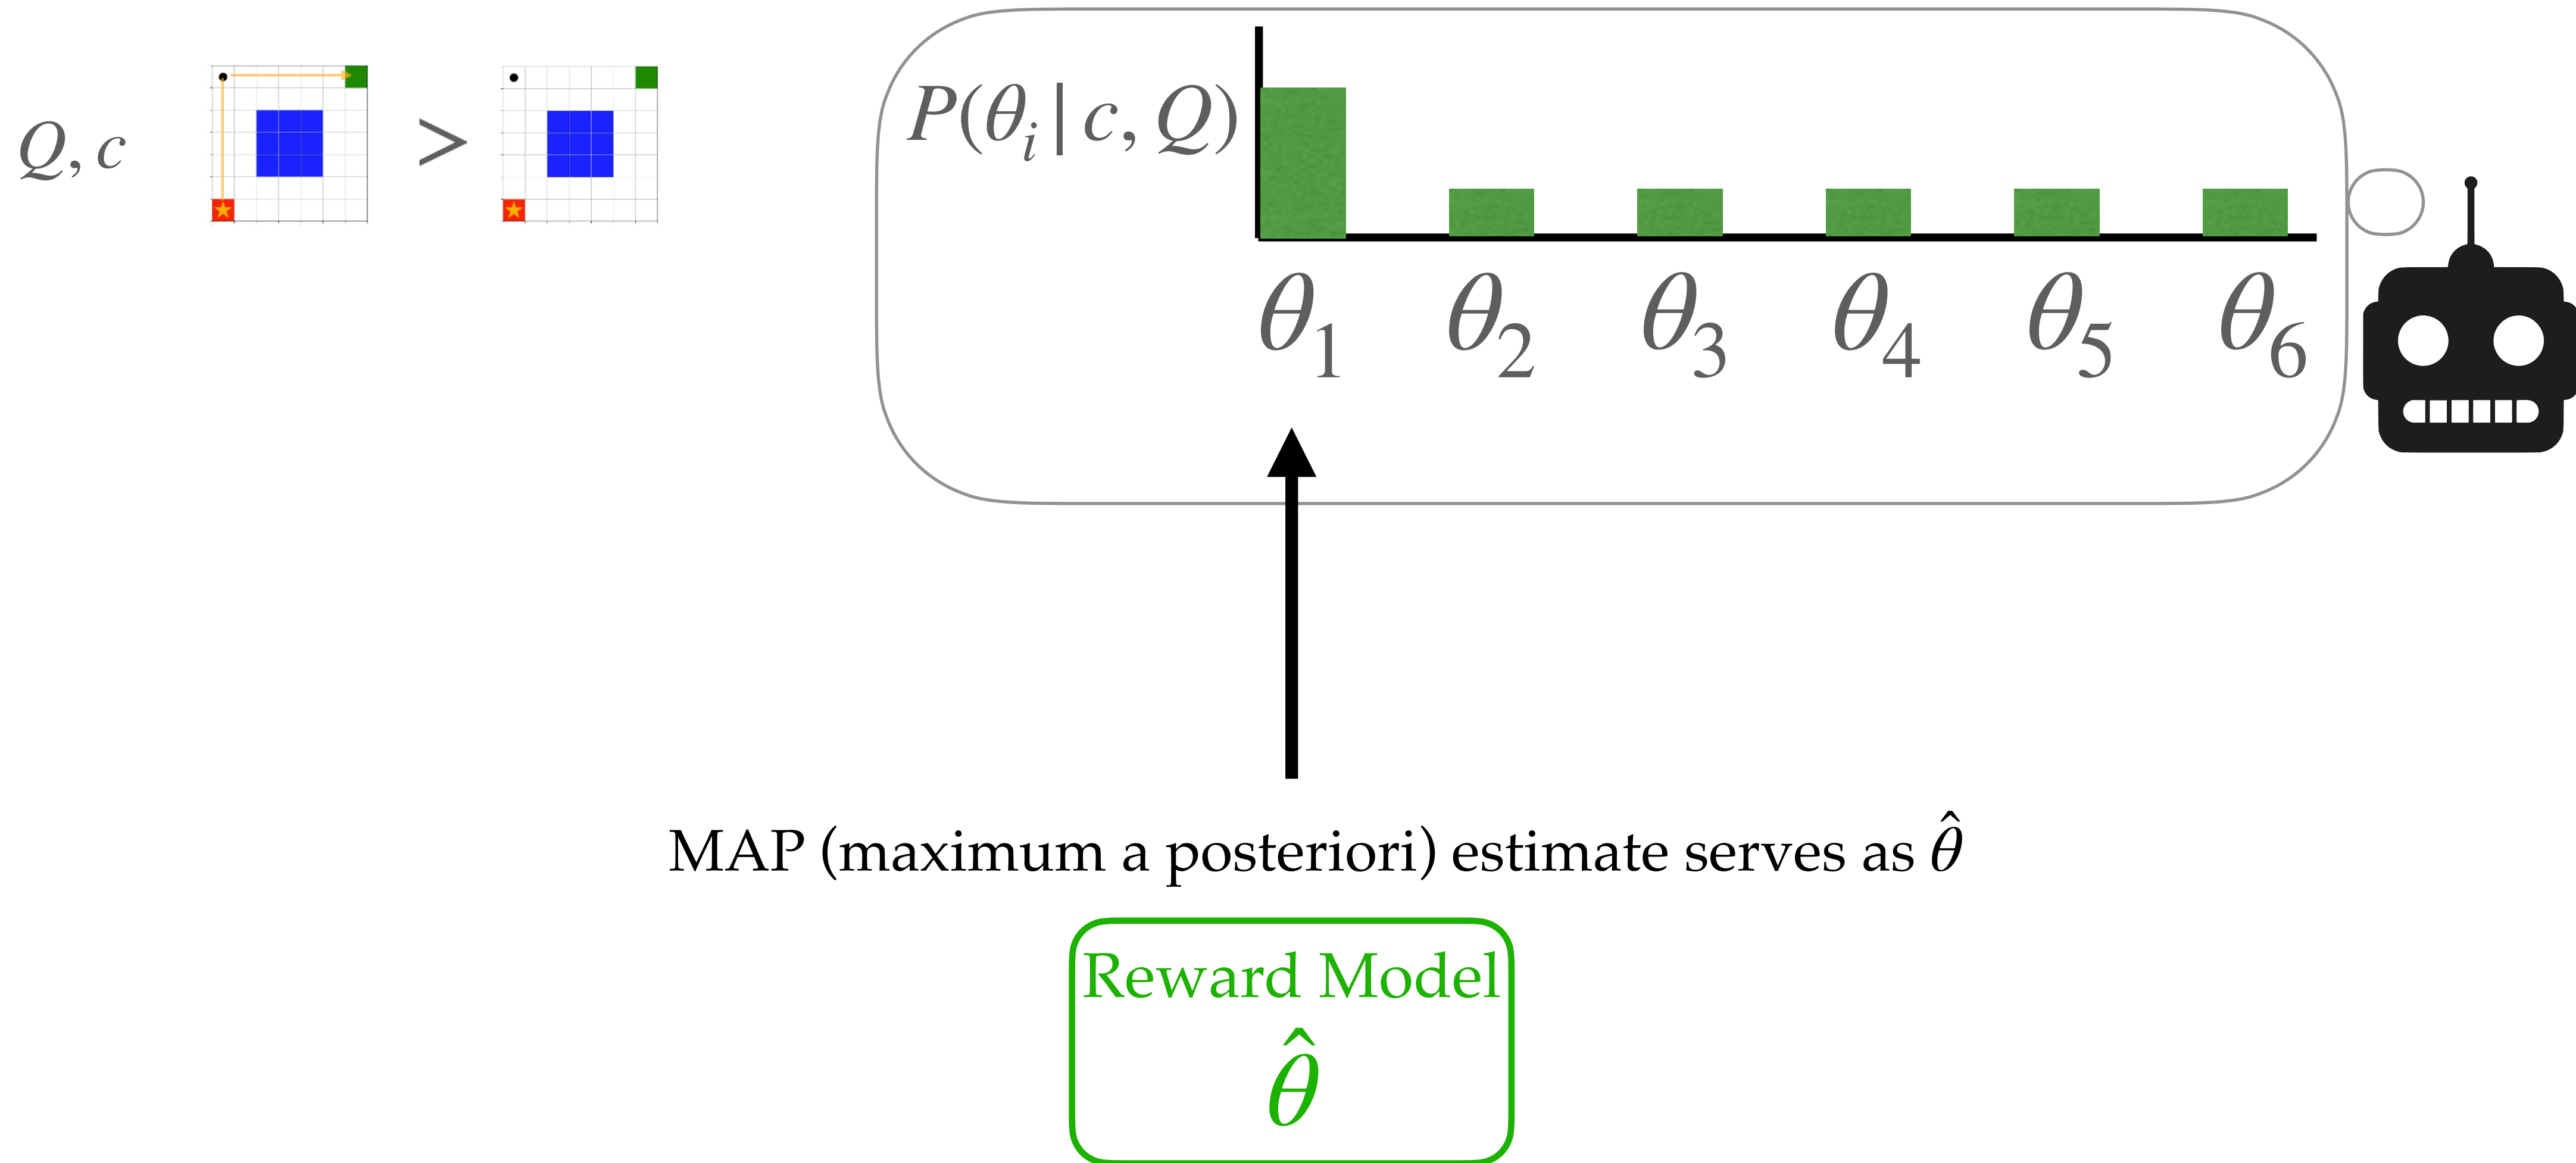 Q, c
>
P(θᵢ | c, Q)
θ₁ θ₂ θ₃ θ₄ θ₅ θ₆
MAP (maximum a posteriori) estimate serves as θ̂
Reward Model
θ̂